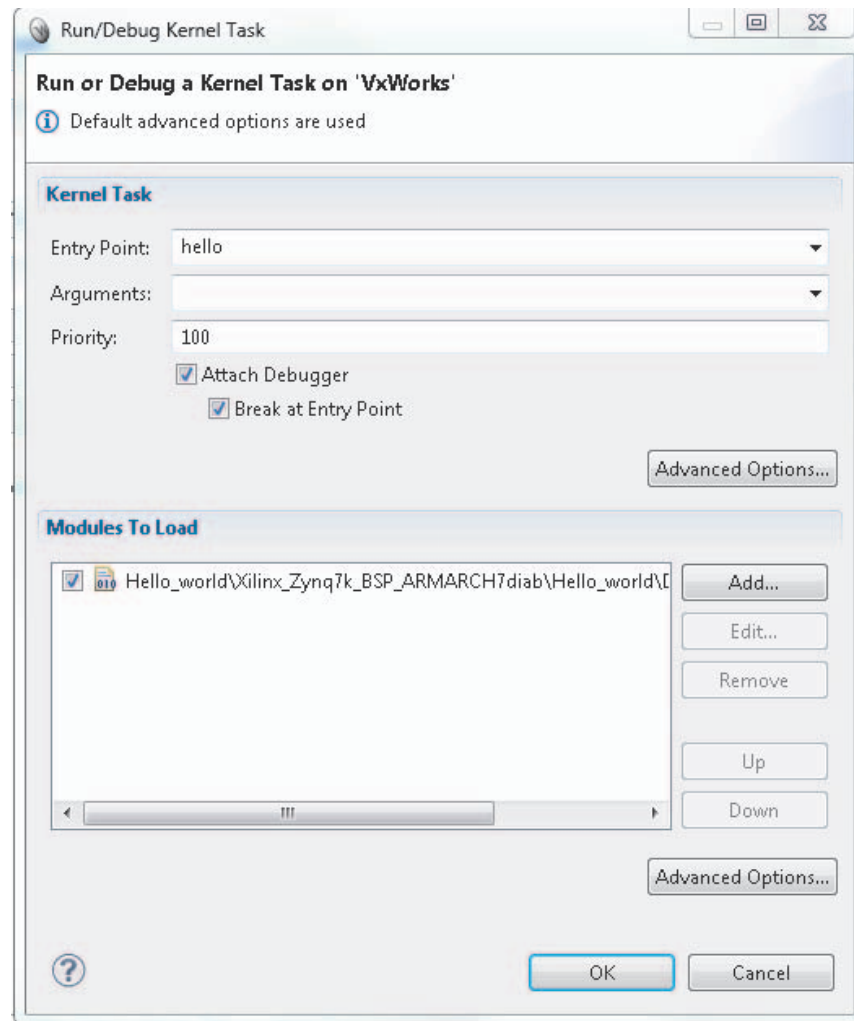 Run/Debug Kernel Task
Run or Debug a Kernel Task on 'VxWorks'
Default advanced options are used
Kernel Task
Entry Point: hello
Arguments:
Priority: 100
Attach Debugger
Break at Entry Point
Advanced Options...
Modules To Load
Hello_world\Xilinx_Zynq7k_BSP_ARMARCH7diab\Hello_world\
Add...
Edit...
Remove
Up
Down
Advanced Options...
OK
Cancel